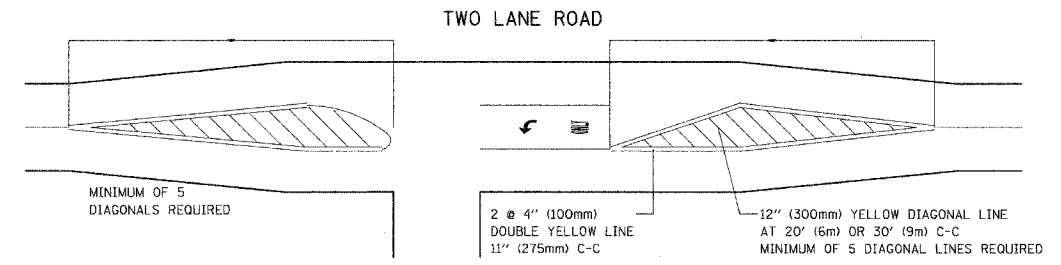 TWO LANE ROAD
MINIMUM OF 5
DIAGONALS REQUIRED
2 @ 4" (100mm)
DOUBLE YELLOW LINE
11" (275mm) C-C
12" (300mm) YELLOW DIAGONAL LINE
AT 20' (6m) OR 30' (9m) C-C
MINIMUM OF 5 DIAGONAL LINES REQUIRED